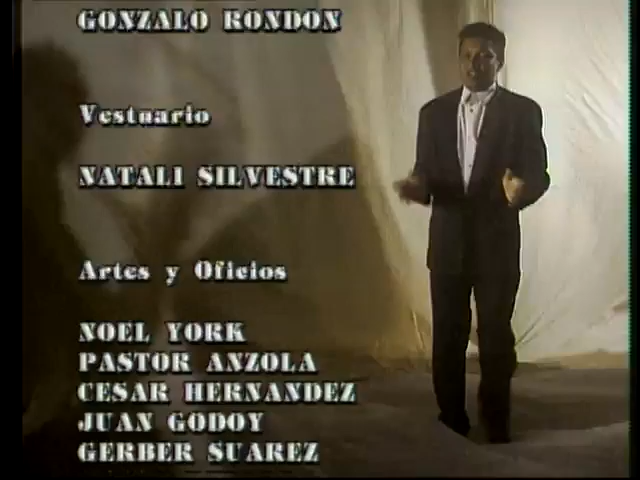 GONZALO RONDON
Vestuario
NATALI SILVESTRE
Artes y Oficios
NOEL YORK
PASTOR ANZOLA
CESAR HERNANDEZ
JUAN GODOY
GERBER SUAREZ